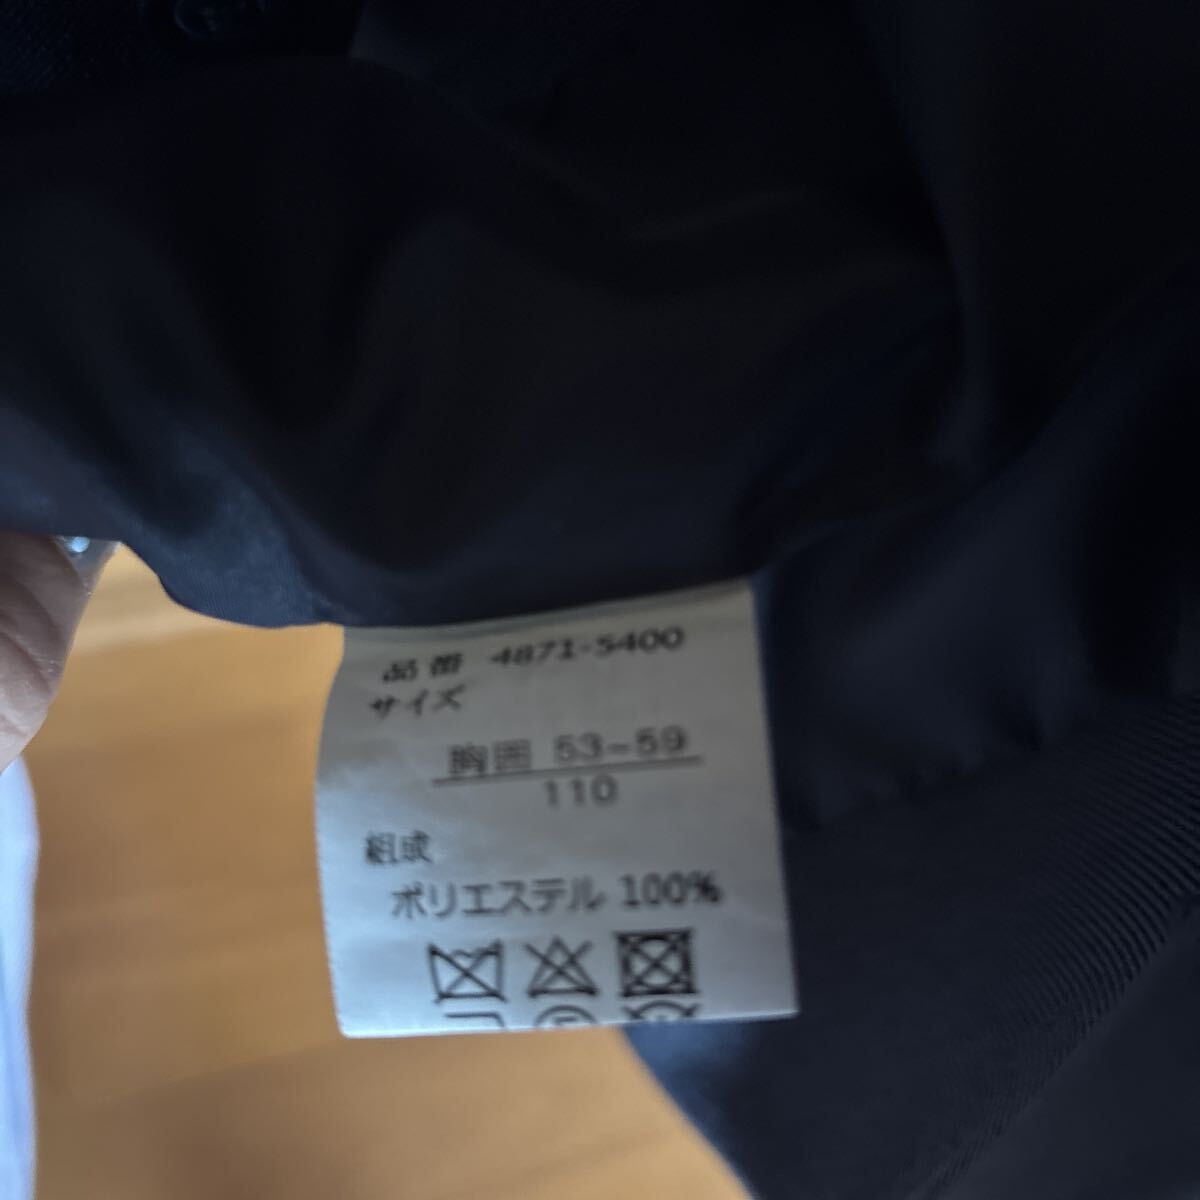 品番 4871-5400
サイズ
胸囲 53-59
110
組成
ポリエステル 100%